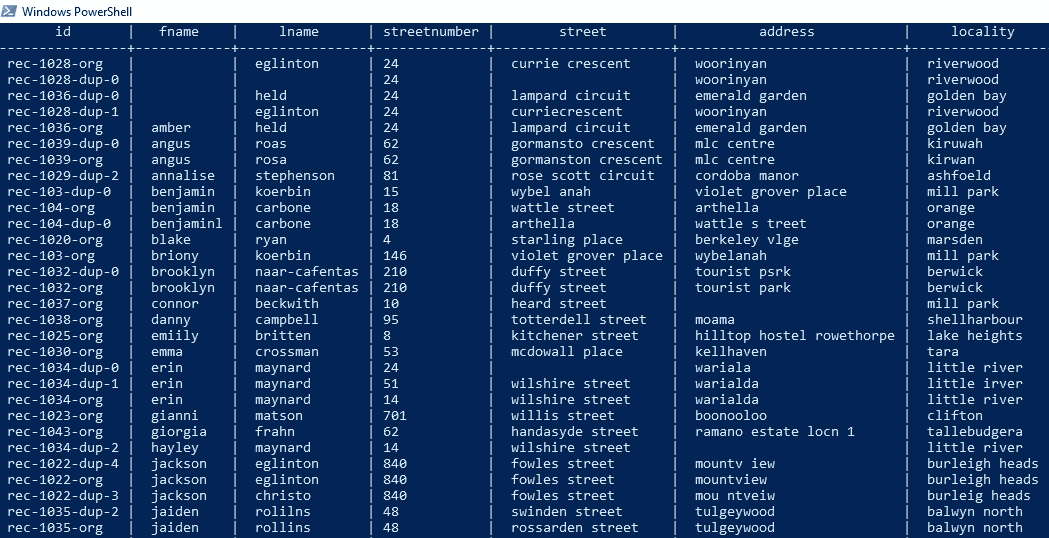 Windows PowerShell
id | fname | lname | streetnumber | street | address | locality
rec-1028-org | | eglinton | 24 | currie crescent | woorinyan | riverwood
rec-1028-dup-0 | | | 24 | | woorinyan | riverwood
rec-1036-dup-0 | | held | 24 | lampard circuit | emerald garden | golden bay
rec-1028-dup-1 | | eglinton | 24 | curriecrescent | woorinyan | riverwood
rec-1036-org | amber | held | 24 | lampard circuit | emerald garden | golden bay
rec-1039-dup-0 | angus | roas | 62 | gormansto crescent | mlc centre | kiruwah
rec-1039-org | angus | rosa | 62 | gormanston crescent | mlc centre | kirwan
rec-1029-dup-2 | annalise | stephenson | 81 | rose scott circuit | cordoba manor | ashfoeld
rec-103-dup-0 | benjamin | koerbin | 15 | wybel anah | violet grover place | mill park
rec-104-org | benjamin | carbone | 18 | wattle street | arthella | orange
rec-104-dup-0 | benjaminl | carbone | 18 | arthella | wattle s treet | orange
rec-1020-org | blake | ryan | 4 | starling place | berkeley vlge | marsden
rec-103-org | briony | koerbin | 146 | violet grover place | wybelanah | mill park
rec-1032-dup-0 | brooklyn | naar-cafentas | 210 | duffy street | tourist psrk | berwick
rec-1032-org | brooklyn | naar-cafentas | 210 | duffy street | tourist park | berwick
rec-1037-org | connor | beckwith | 10 | heard street | | mill park
rec-1038-org | danny | campbell | 95 | totterdell street | moama | shellharbour
rec-1025-org | emiily | britten | 8 | kitchener street | hilltop hostel rowethorpe | lake heights
rec-1030-org | emma | crossman | 53 | mcdowall place | kellhaven | tara
rec-1034-dup-0 | erin | maynard | 24 | | wariala | little river
rec-1034-dup-1 | erin | maynard | 51 | wilshire street | warialda | little irver
rec-1034-org | erin | maynard | 14 | wilshire street | warialda | little river
rec-1023-org | gianni | matson | 701 | willis street | boonooloo | clifton
rec-1043-org | giorgia | frahn | 62 | handasyde street | ramano estate locn 1 | tallebudgera
rec-1034-dup-2 | hayley | maynard | 14 | wilshire street | | little river
rec-1022-dup-4 | jackson | eglinton | 840 | fowles street | mountv iew | burleigh heads
rec-1022-org | jackson | eglinton | 840 | fowles street | mountview | burleigh heads
rec-1022-dup-3 | jackson | christo | 840 | fowles street | mou ntveiw | burleig heads
rec-1035-dup-2 | jaiden | rollins | 48 | swinden street | tulgeywood | balwyn north
rec-1035-org | jaiden | rollins | 48 | rossarden street | tulgeywood | balwyn north